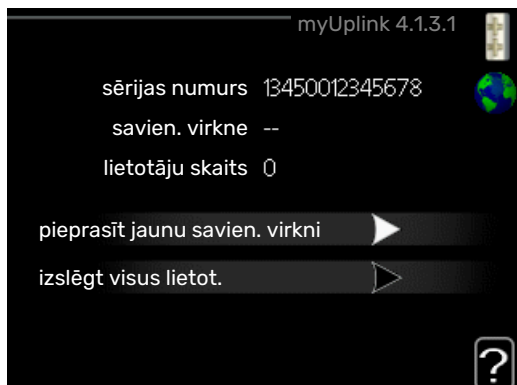 myUplink 4.1.3.1
sērijas numurs 13450012345678
savien. virkne --
lietotāju skaits 0
pieprasīt jaunu savien. virkni
izslēgt visus lietot.
?